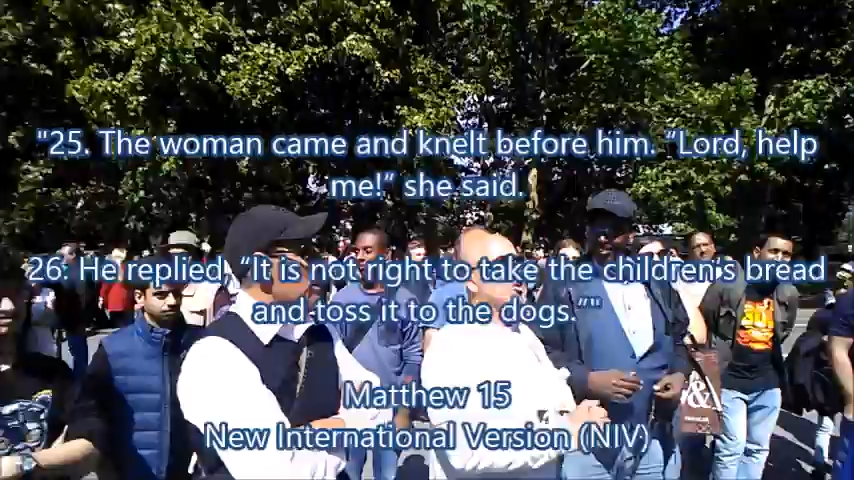 "25. The woman came and knelt before him. “Lord, help
me!“ she said.
26: He replied, “It is not right to take the children's bread
and toss it to the dogs.”"
Matthew 15
New International Version (NIV)
&